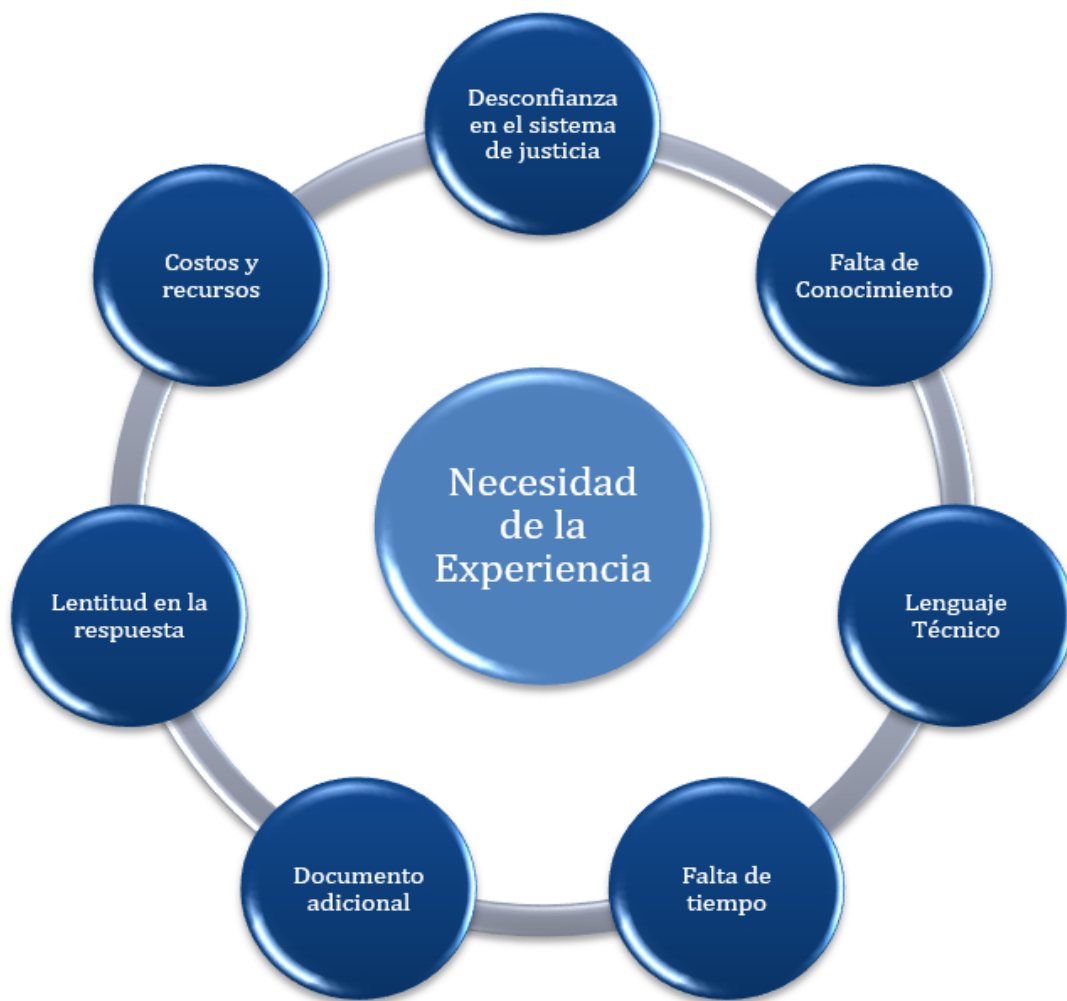 Desconfianza
en el sistema
de justicia
Falta de
Conocimiento
Lenguaje
Técnico
Falta de
tiempo
Documento
adicional
Lentitud en la
respuesta
Costos y
recursos
Necesidad
de la
Experiencia